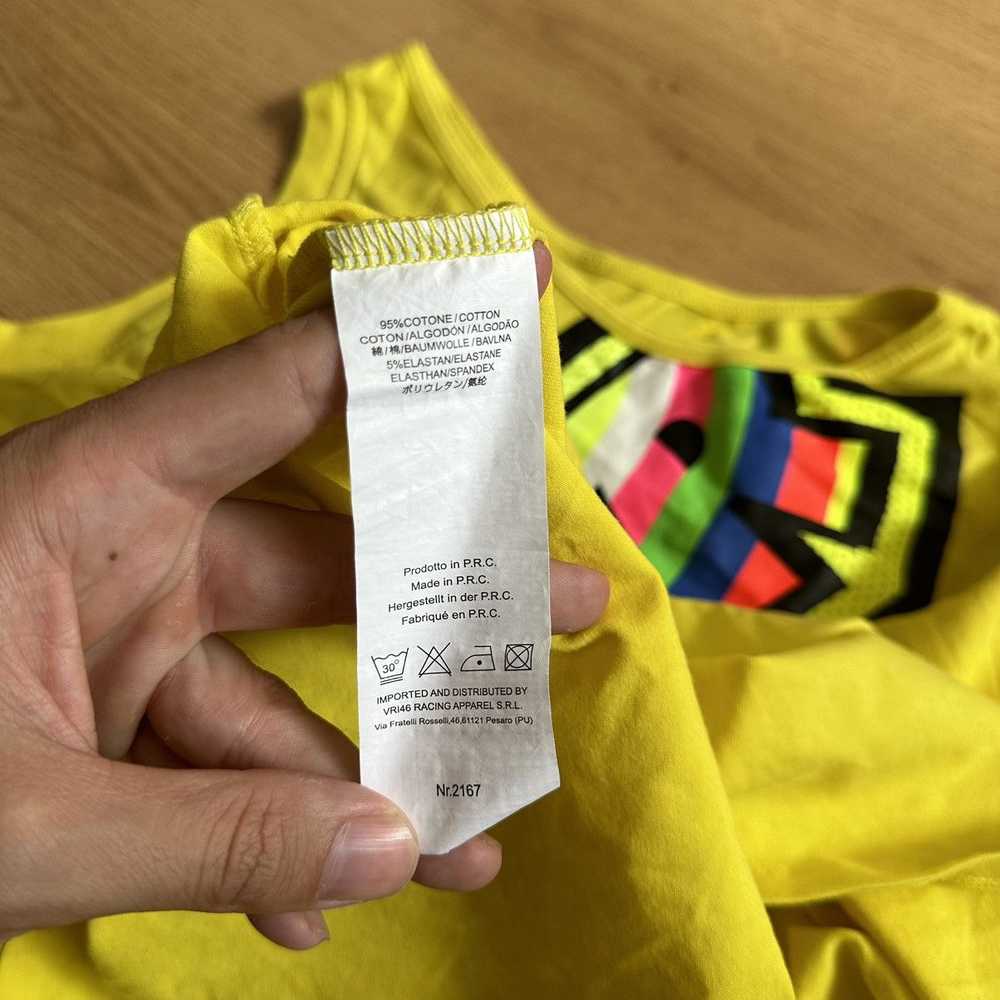 95%COTONE/COTTON
COTON/ALGODÓN/ALGODÃO
綿/棉/BAUMWOLLE/BAVLNA
5%ELASTAN/ELASTANE
ELASTHAN/SPANDEX
ポリウレタン/氨纶
Prodotto in P.R.C.
Made in P.R.C.
Hergestellt in der P.R.C.
Fabriqué en P.R.C.
30°
IMPORTED AND DISTRIBUTED BY
VR|46 RACING APPAREL S.R.L.
Via Fratelli Rosselli,46,61121 Pesaro (PU)
Nr.2167